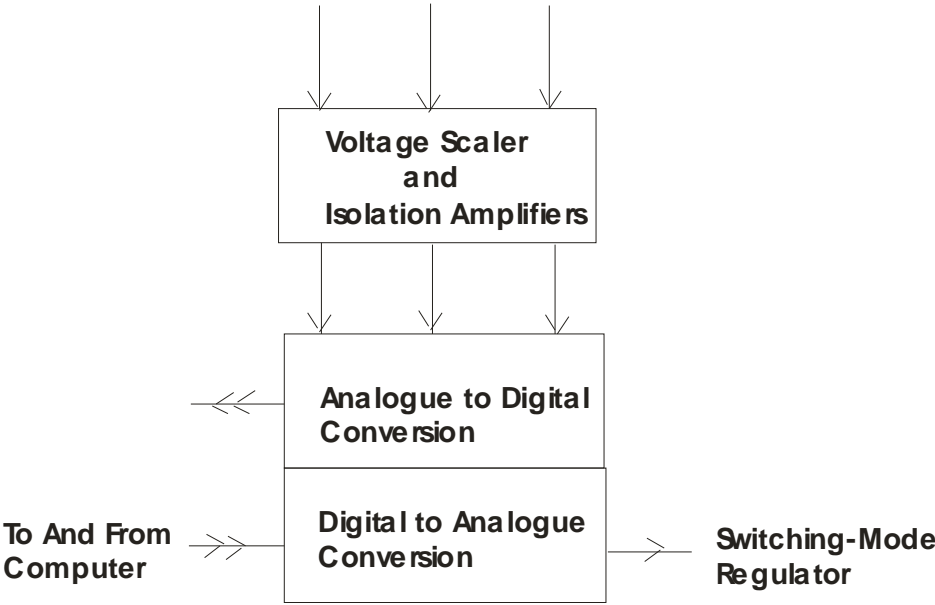 Voltage Scaler
and
Isolation Amplifiers
Analogue to Digital
Conversion
Digital to Analogue
Conversion
To And From
Computer
Switching-Mode
Regulator